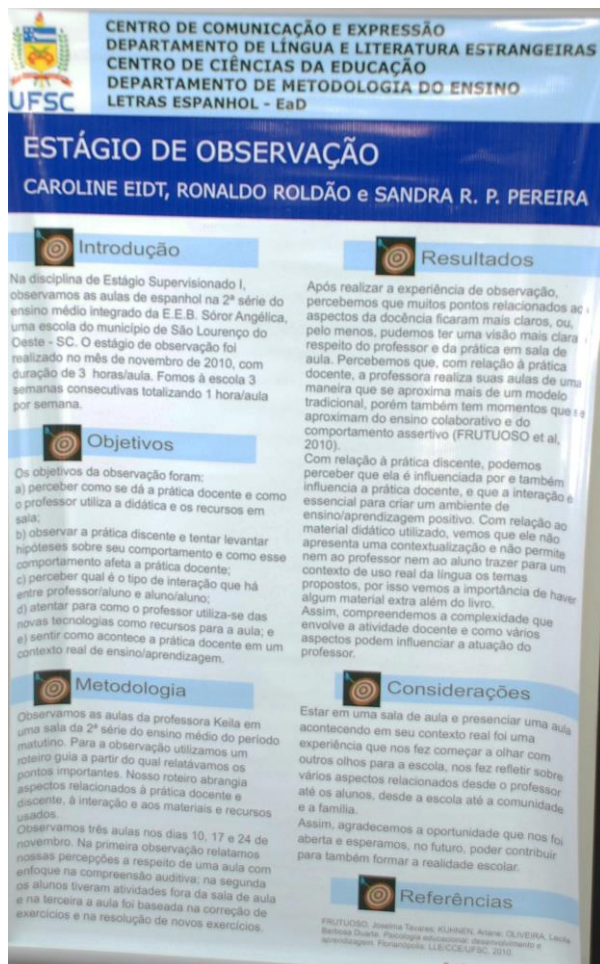 UFSC
CENTRO DE COMUNICAÇÃO E EXPRESSÃO
DEPARTAMENTO DE LÍNGUA E LITERATURA ESTRANGEIRAS
CENTRO DE CIÊNCIAS DA EDUCAÇÃO
DEPARTAMENTO DE METODOLOGIA DO ENSINO
LETRAS ESPANHOL - EaD
ESTÁGIO DE OBSERVAÇÃO
CAROLINE EIDT, RONALDO ROLDÃO e SANDRA R. P. PEREIRA
Introdução
Na disciplina de Estágio Supervisionado I,
observamos as aulas de espanhol na 2ª série do
ensino médio integrado da E.E.B. Sóror Angélica,
uma escola do município de São Lourenço do
Oeste - SC. O estágio de observação foi
realizado no mês de novembro de 2010, com
duração de 3 horas/aula. Fomos à escola 3
semanas consecutivas totalizando 1 hora/aula
por semana.
Objetivos
Os objetivos da observação foram:
a) perceber como se dá a prática docente e como
o professor utiliza a didática e os recursos em
sala;
b) observar a prática discente e tentar levantar
hipóteses sobre seu comportamento e como esse
comportamento afeta a prática docente;
c) perceber qual é o tipo de interação que há
entre professor/aluno e aluno/aluno;
d) atentar para como o professor utiliza-se das
novas tecnologias como recursos para a aula; e
e) sentir como acontece a prática docente em um
contexto real de ensino/aprendizagem.
Metodologia
Observamos as aulas da professora Keila em
uma sala da 2ª série do ensino médio do período
matutino. Para a observação utilizamos um
roteiro guia a partir do qual relatávamos os
pontos importantes. Nosso roteiro abrangia
aspectos relacionados à prática docente e
discente, à interação e aos materiais e recursos
usados.
Observamos três aulas nos dias 10, 17 e 24 de
novembro. Na primeira observação relatamos
nossas percepções a respeito de uma aula com
enfoque na compreensão auditiva; na segunda
os alunos tiveram atividades fora da sala de aula
e na terceira a aula foi baseada na correção de
exercícios e na resolução de novos exercícios.
Resultados
Após realizar a experiência de observação,
percebemos que muitos pontos relacionados ao
aspectos da docência ficaram mais claros, ou,
pelo menos, pudemos ter uma visão mais clara
respeito do professor e da prática em sala de
aula. Percebemos que, com relação à prática
docente, a professora realiza suas aulas de uma
maneira que se aproxima mais de um modelo
tradicional, porém também tem momentos que se
aproximam do ensino colaborativo e do
comportamento assertivo (FRUTUOSO et al,
2010).
Com relação à prática discente, podemos
perceber que ela é influenciada por e também
influencia a prática docente, e que a interação é
essencial para criar um ambiente de
ensino/aprendizagem positivo. Com relação ao
material didático utilizado, vemos que ele não
apresenta uma contextualização e não permite
nem ao professor nem ao aluno trazer para um
contexto de uso real da língua os temas
propostos, por isso vemos a importância de haver
algum material extra além do livro.
Assim, compreendemos a complexidade que
envolve a atividade docente e como vários
aspectos podem influenciar a atuação do
professor.
Considerações
Estar em uma sala de aula e presenciar uma aula
acontecendo em seu contexto real foi uma
experiência que nos fez começar a olhar com
outros olhos para a escola, nos fez refletir sobre
vários aspectos relacionados desde o professor
até os alunos, desde a escola até a comunidade
e a família.
Assim, agradecemos a oportunidade que nos foi
aberta e esperamos, no futuro, poder contribuir
para também formar a realidade escolar.
Referências
FRUTUOSO, Joselma Tavares; KUHNEN, Ariane; OLIVEIRA, Lecila
Barbosa Duarte. Psicologia educacional: desenvolvimento e
aprendizagem. Florianópolis: LLE/CCE/UFSC, 2010.